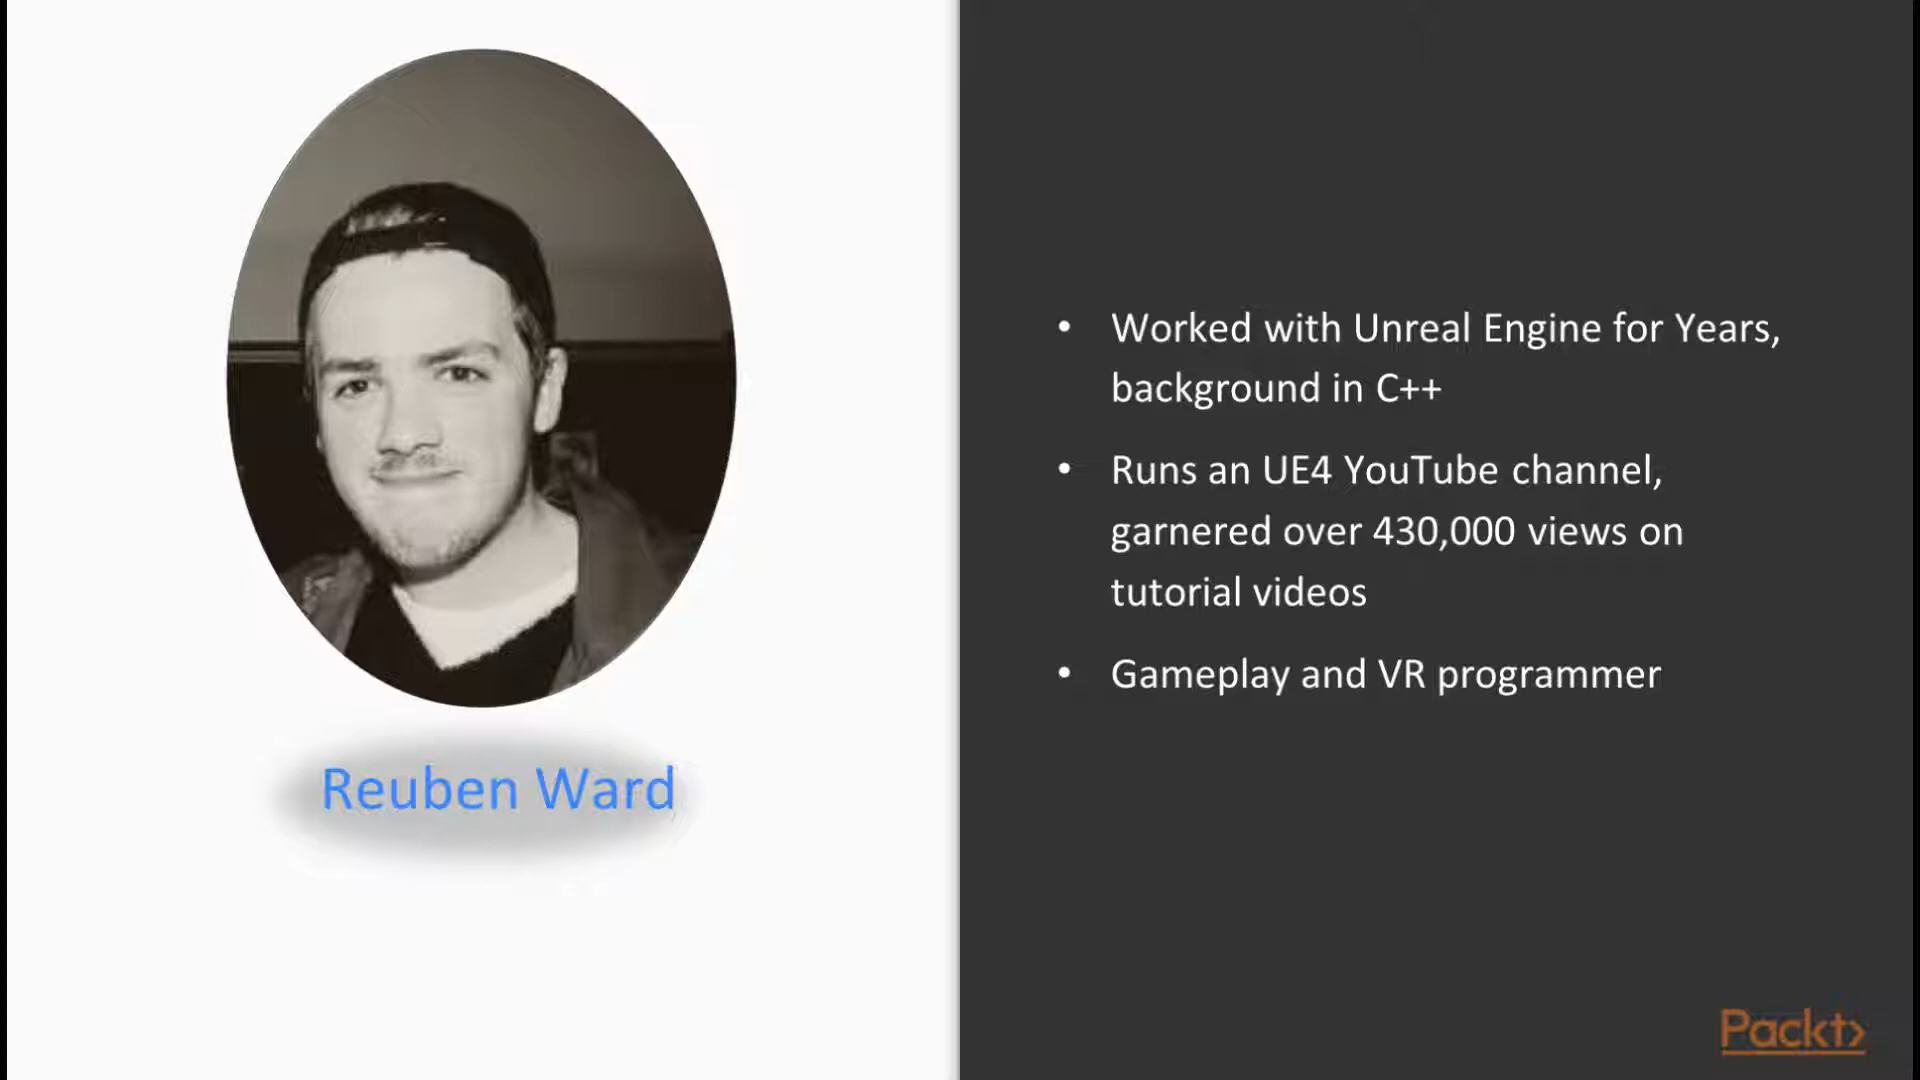 Reuben Ward
• Worked with Unreal Engine for Years,
background in C++
• Runs an UE4 YouTube channel,
garnered over 430,000 views on
tutorial videos
• Gameplay and VR programmer
Packt>